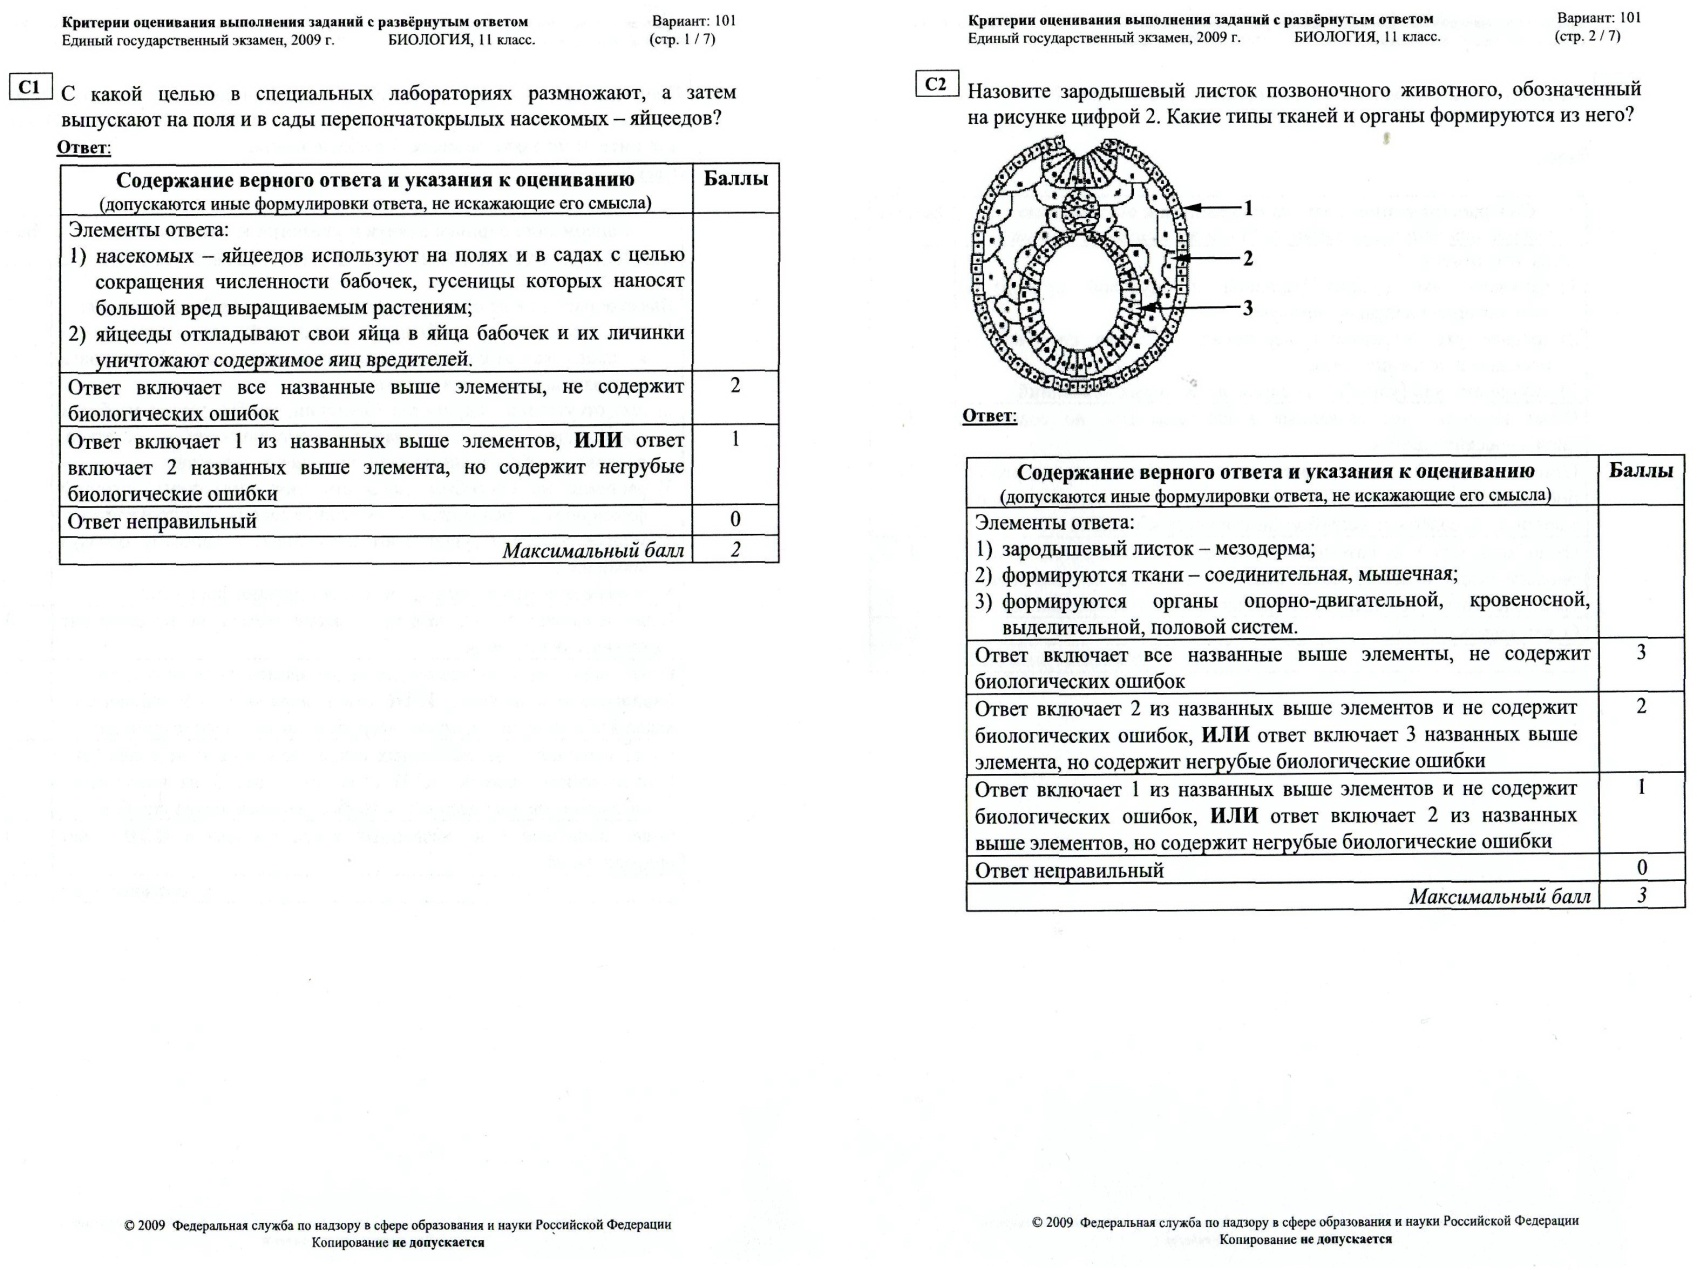 Критерии оценивания выполнения заданий с развёрнутым ответом Вариант: 101
Единый государственный экзамен, 2009 г. БИОЛОГИЯ, 11 класс. (стр. 1 / 7)
С1 С какой целью в специальных лабораториях размножают, а затем
выпускают на поля и в сады перепончатокрылых насекомых – яйцеедов?
Ответ:
Содержание верного ответа и указания к оцениванию Баллы
(допускаются иные формулировки ответа, не искажающие его смысла)
Элементы ответа:
1) насекомых – яйцеедов используют на полях и в садах с целью
сокращения численности бабочек, гусеницы которых наносят
большой вред выращиваемым растениям;
2) яйцееды откладывают свои яйца в яйца бабочек и их личинки
уничтожают содержимое яиц вредителей.
Ответ включает все названные выше элементы, не содержит 2
биологических ошибок
Ответ включает 1 из названных выше элементов, ИЛИ ответ 1
включает 2 названных выше элемента, но содержит негрубые
биологические ошибки
Ответ неправильный 0
Максимальный балл 2
© 2009 Федеральная служба по надзору в сфере образования и науки Российской Федерации
Копирование не допускается
Критерии оценивания выполнения заданий с развёрнутым ответом Вариант: 101
Единый государственный экзамен, 2009 г. БИОЛОГИЯ, 11 класс. (стр. 2 / 7)
С2 Назовите зародышевый листок позвоночного животного, обозначенный
на рисунке цифрой 2. Какие типы тканей и органы формируются из него?
1
2
3
Ответ:
Содержание верного ответа и указания к оцениванию Баллы
(допускаются иные формулировки ответа, не искажающие его смысла)
Элементы ответа:
1) зародышевый листок – мезодерма;
2) формируются ткани – соединительная, мышечная;
3) формируются органы опорно-двигательной, кровеносной,
выделительной, половой систем.
Ответ включает все названные выше элементы, не содержит 3
биологических ошибок
Ответ включает 2 из названных выше элементов и не содержит 2
биологических ошибок, ИЛИ ответ включает 3 названных выше
элемента, но содержит негрубые биологические ошибки
Ответ включает 1 из названных выше элементов и не содержит 1
биологических ошибок, ИЛИ ответ включает 2 из названных
выше элементов, но содержит негрубые биологические ошибки
Ответ неправильный 0
Максимальный балл 3
© 2009 Федеральная служба по надзору в сфере образования и науки Российской Федерации
Копирование не допускается